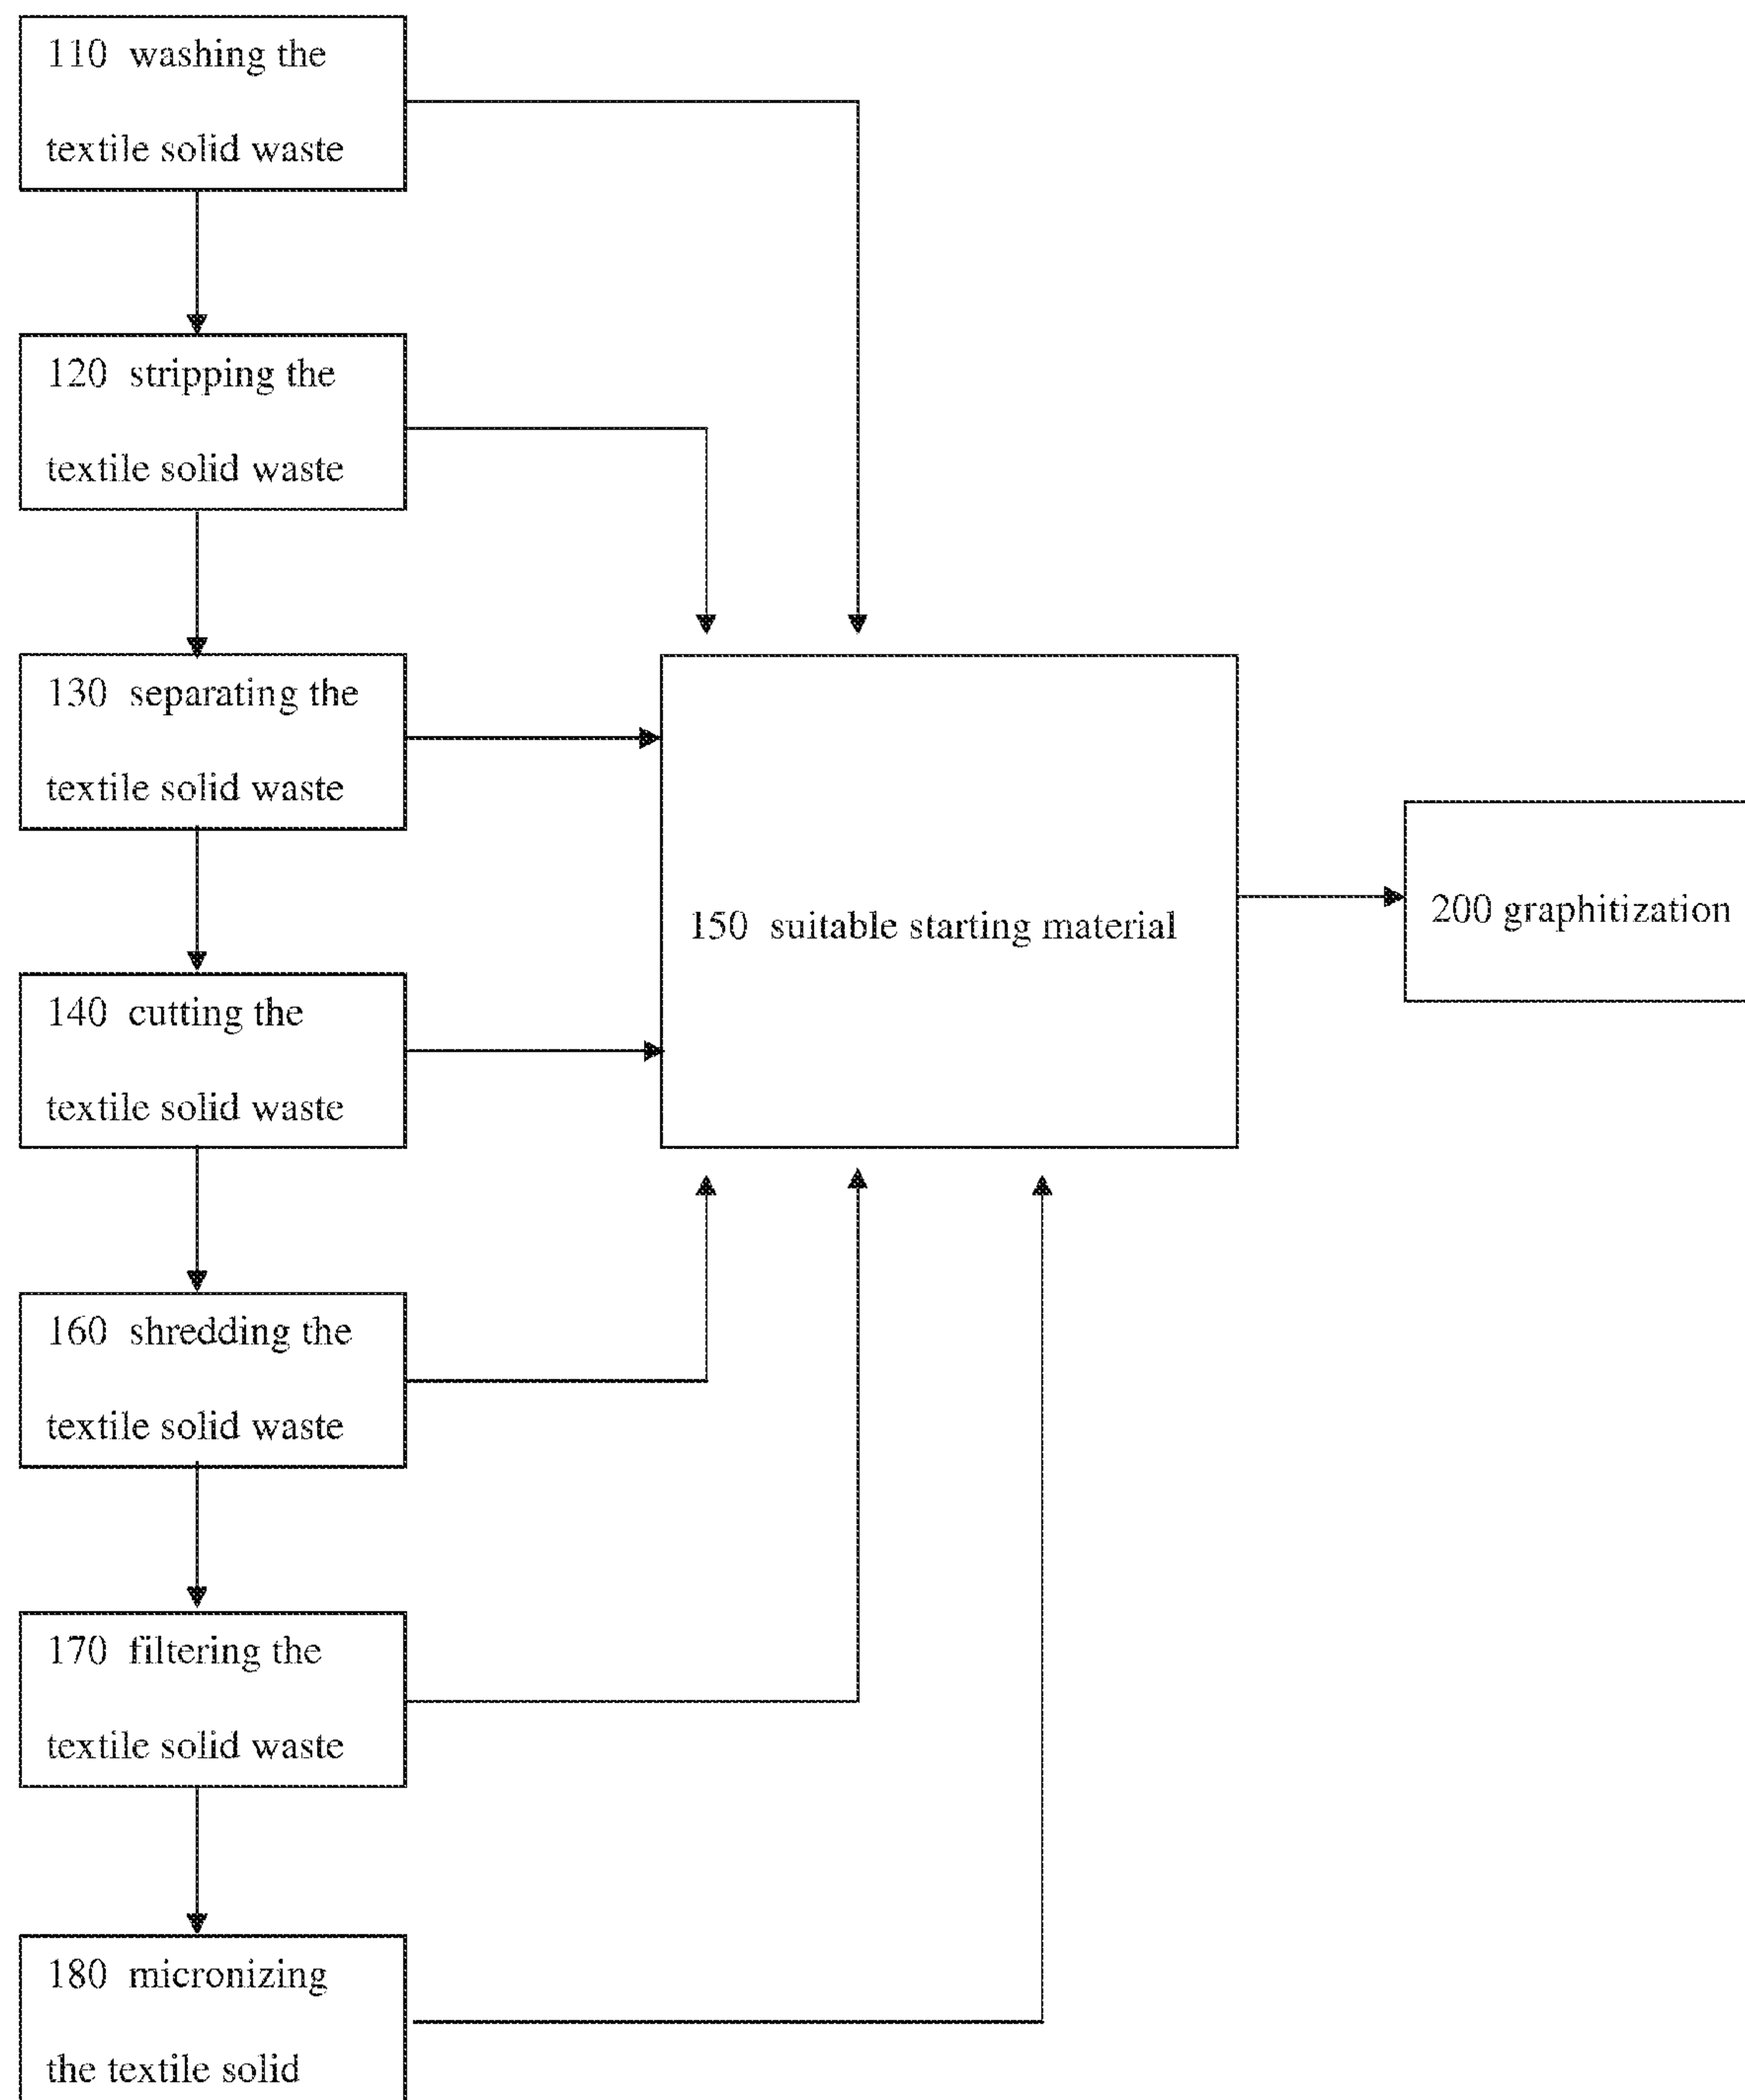 110 washing the
textile solid waste
120 stripping the
textile solid waste
130 separating the
textile solid waste
140 cutting the
textile solid waste
150 suitable starting material
200 graphitization
160 shredding the
textile solid waste
170 filtering the
textile solid waste
180 micronizing
the textile solid